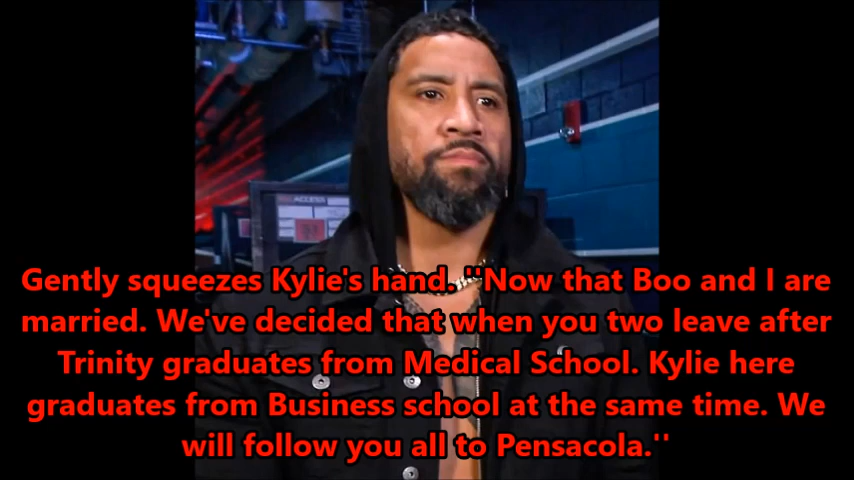 ACCESS
Gently squeezes Kylie's hand. ''Now that Boo and I are
married. We've decided that when you two leave after
Trinity graduates from Medical School. Kylie here
graduates from Business school at the same time. We
will follow you all to Pensacola.''